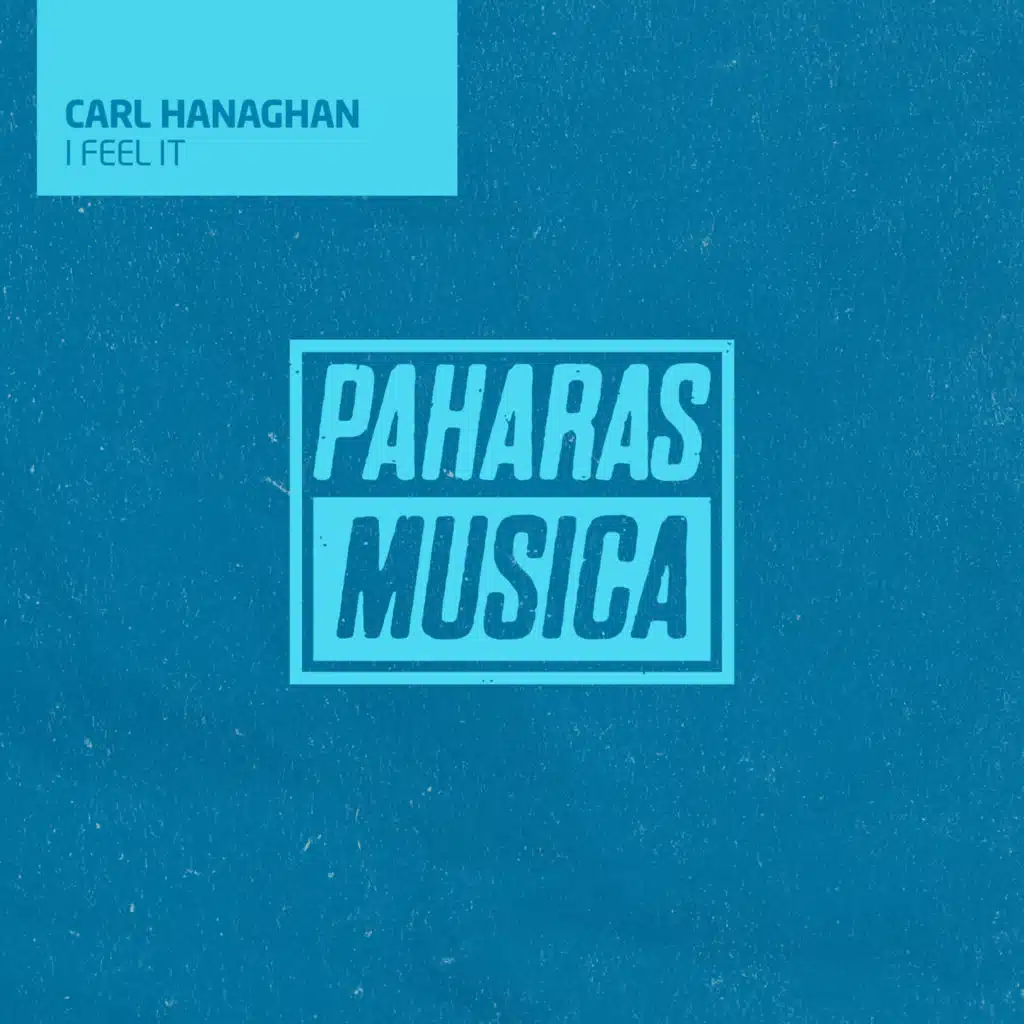 CARL HANAGHAN
I FEEL IT
PAHARAS
MUSICA